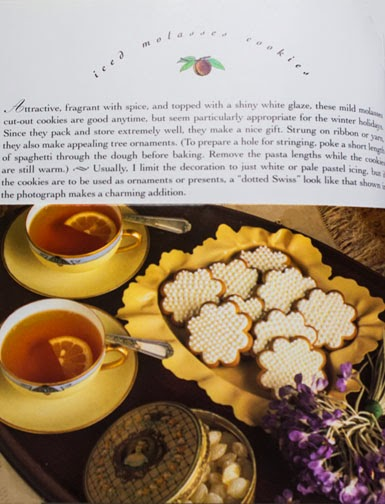 iced molasses cookies
Attractive, fragrant with spice, and topped with a shiny white glaze, these mild molasses
cut-out cookies are good anytime, but seem particularly appropriate for the winter holidays.
Since they pack and store extremely well, they make a nice gift. Strung on ribbon or yarn,
they also make appealing tree ornaments. (To prepare a hole for stringing, poke a short length
of spaghetti through the dough before baking. Remove the pasta lengths while the cookies
are still warm.) Usually, I limit the decoration to just white or pale pastel icing, but
the cookies are to be used as ornaments or presents, a "dotted Swiss" look like that shown
the photograph makes a charming addition.